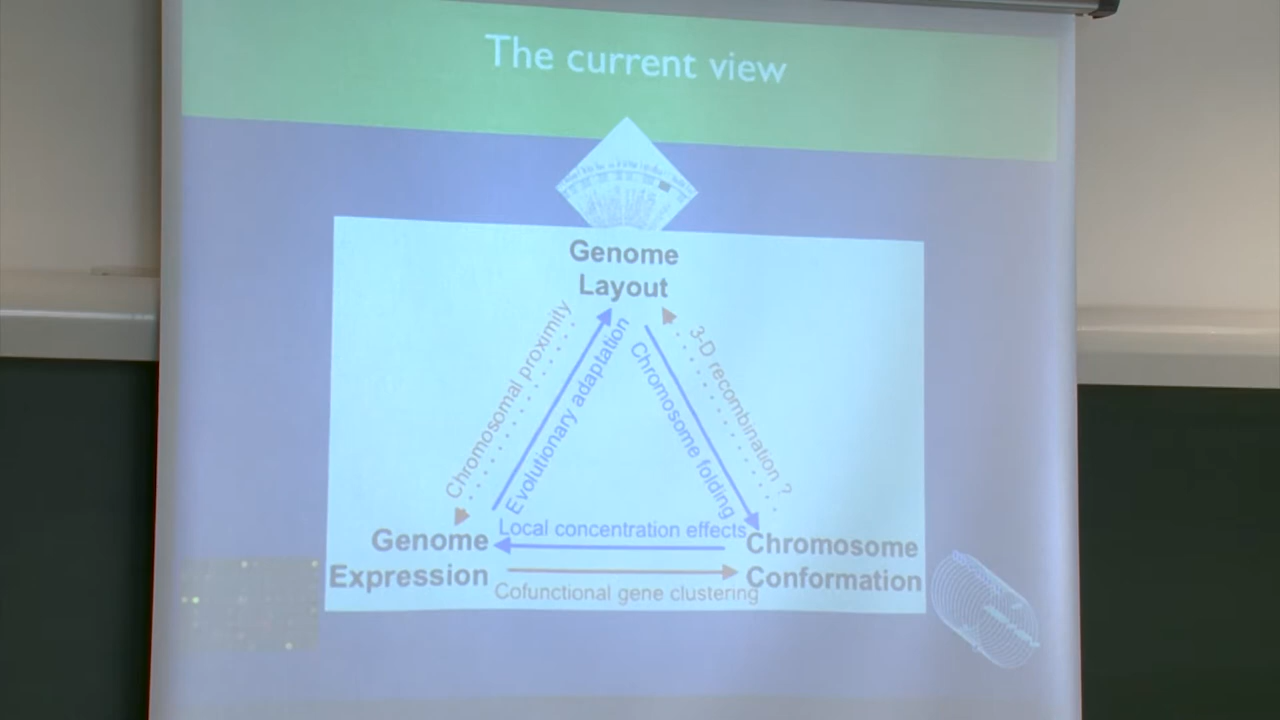 The current view
Genome
Layout
Chromosomal proximity
Evolutionary adaptation
Chromosome folding
3-D recombination ?
Local concentration effects
Genome
Expression
Chromosome
Conformation
Cofunctional gene clustering